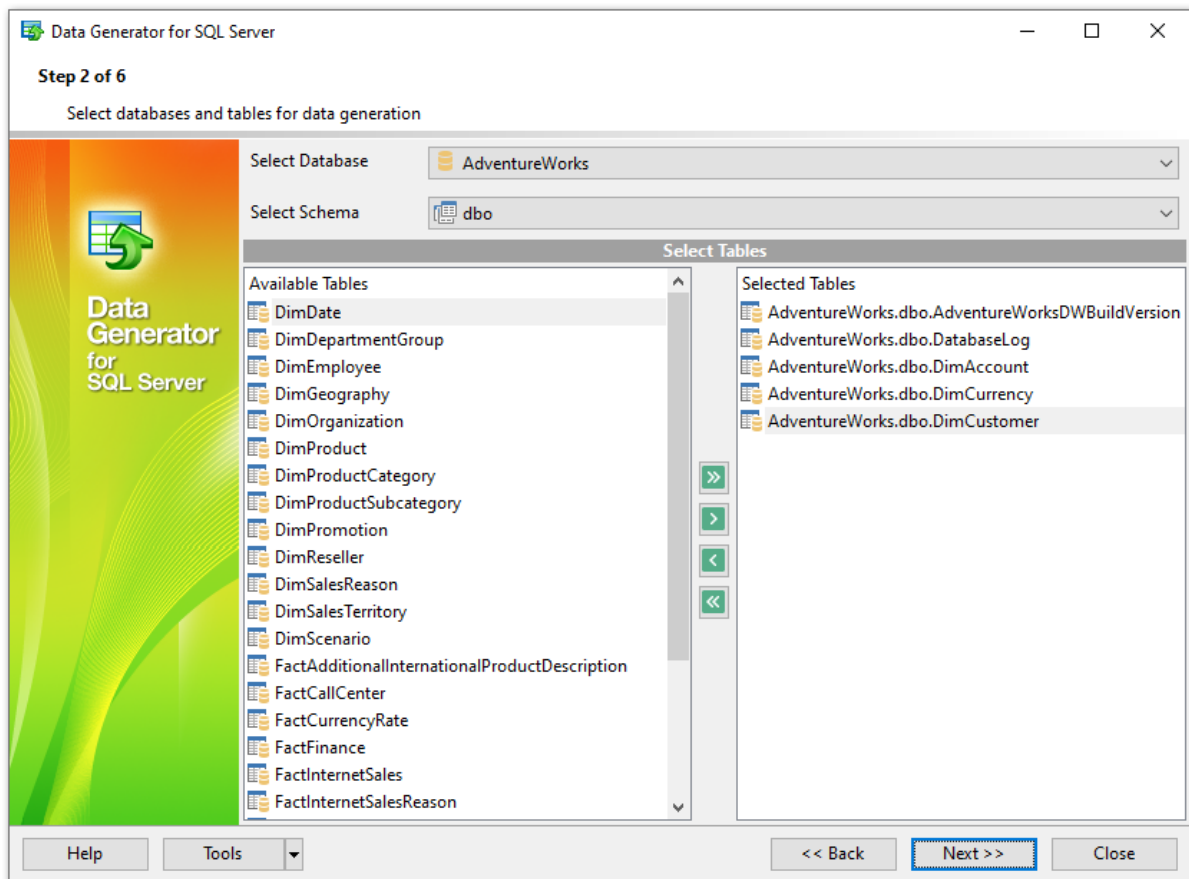 Data Generator for SQL Server
Step 2 of 6
Select databases and tables for data generation
Select Database
AdventureWorks
Select Schema
dbo
Select Tables
Data
Generator
for
SQL Server
Available Tables
DimDate
DimDepartmentGroup
DimEmployee
DimGeography
DimOrganization
DimProduct
DimProductCategory
DimProductSubcategory
DimPromotion
DimReseller
DimSalesReason
DimSalesTerritory
DimScenario
FactAdditionalInternationalProductDescription
FactCallCenter
FactCurrencyRate
FactFinance
FactInternetSales
FactInternetSalesReason
Selected Tables
AdventureWorks.dbo.AdventureWorksDWBuildVersion
AdventureWorks.dbo.DatabaseLog
AdventureWorks.dbo.DimAccount
AdventureWorks.dbo.DimCurrency
AdventureWorks.dbo.DimCustomer
Help
Tools
<< Back
Next >>
Close